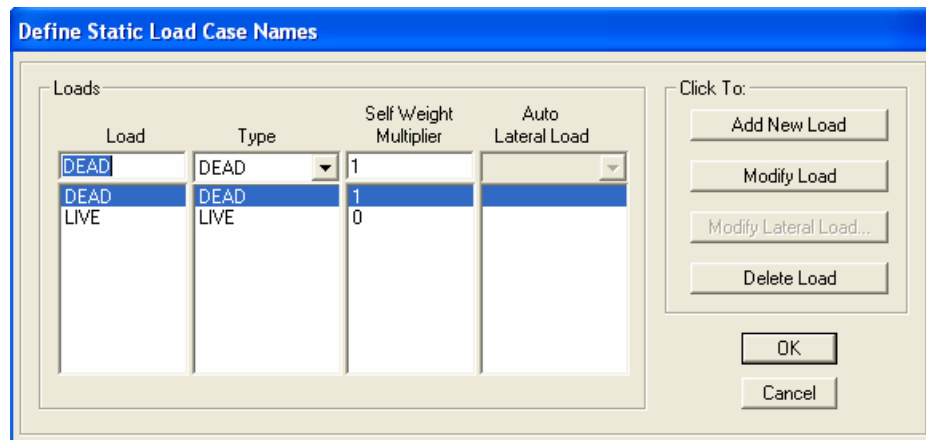 Define Static Load Case Names
Loads
Load Type Self Weight Multiplier Auto Lateral Load
DEAD DEAD 1
DEAD DEAD 1
LIVE LIVE 0
Click To:
Add New Load
Modify Load
Modify Lateral Load...
Delete Load
OK
Cancel